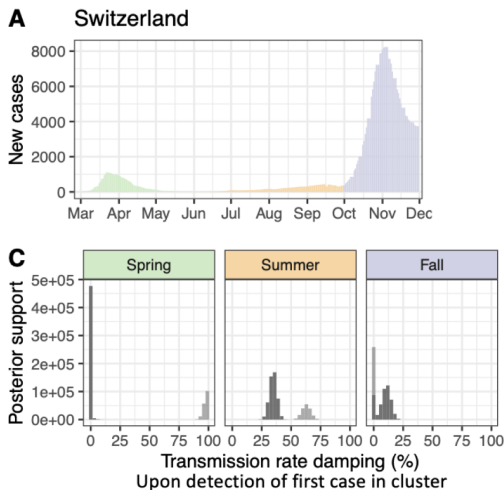 A Switzerland
New cases
8000
6000
4000
2000
0
Mar Apr May Jun Jul Aug Sep Oct Nov Dec
C
Spring Summer Fall
Posterior support
5e+05
4e+05
3e+05
2e+05
1e+05
0e+00
0 25 50 75 100 0 25 50 75 100 0 25 50 75 100
Transmission rate damping (%)
Upon detection of first case in cluster